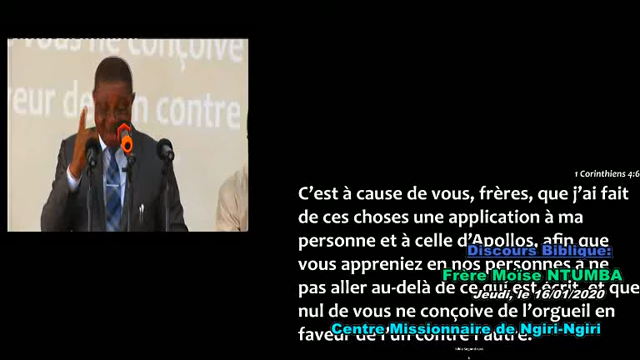 vous ne conçoive
veur de l'un contre
1 Corinthiens 4:6
C'est à cause de vous, frères, que j'ai fait
de ces choses une application à ma
personne et à celle d'Apollos, afin que
vous appreniez en nos personnes à ne
pas aller au-delà de ce qui est écrit, et que
nul de vous ne conçoive de l'orgueil en
faveur de l'un contre l'autre.
Discours Biblique:
Frère Moïse NTUMBA
Jeudi, le 16/01/2020
Centre Missionnaire de Ngiri-Ngiri